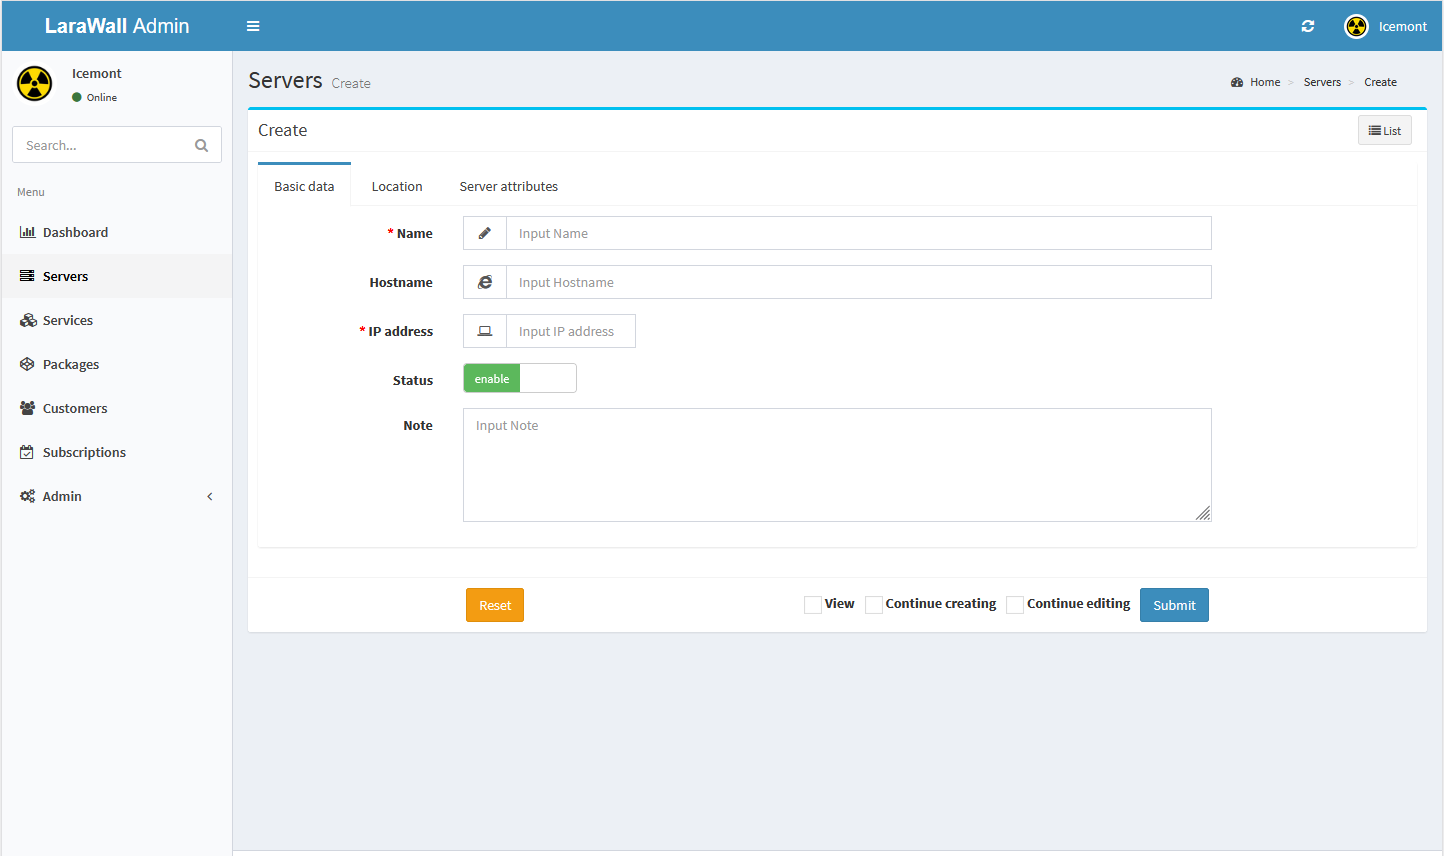 LaraWall Admin
Icemont
Icemont
Online
Search...
Menu
Dashboard
Servers
Services
Packages
Customers
Subscriptions
Admin
Servers Create
Home > Servers > Create
Create
List
Basic data Location Server attributes
* Name Input Name
Hostname Input Hostname
* IP address Input IP address
Status enable
Note Input Note
Reset View Continue creating Continue editing Submit